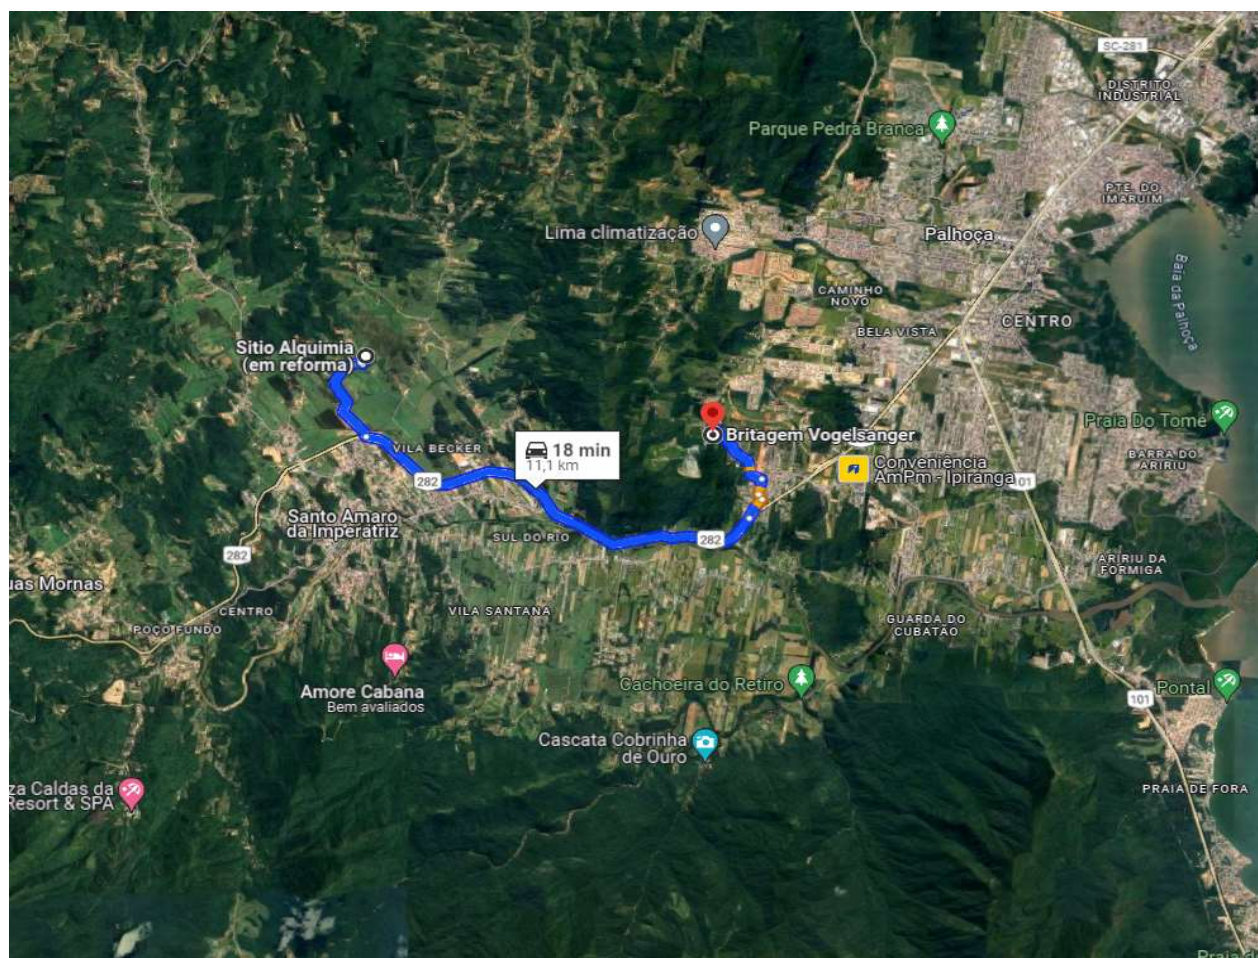 SC-281
DISTRITO
INDUSTRIAL
Parque Pedra Branca
PTE. DO
IMARUIM
Lima climatização
Palhoça
Baía da Palhoça
CAMINHO
NOVO
BELA VISTA
CENTRO
Sitio Alquimia
(em reforma)
Praia Do Tomé
Britagem Vogelsanger
VILA BECKER
18 min
11,1 km
BARRA DO
ARIRIÚ
Conveniência
AmPm - Ipiranga
282
101
Santo Amaro
da Imperatriz
SUL DO RIO
282
282
ARIRIU DA
FORMIGA
uas Mornas
CENTRO
VILA SANTANA
POÇO FUNDO
GUARDA DO
CUBATÃO
Amore Cabana
Bem avaliados
Cachoeira do Retiro
Pontal
101
Cascata Cobrinha
de Ouro
za Caldas da
Resort & SPA
PRAIA DE FORA